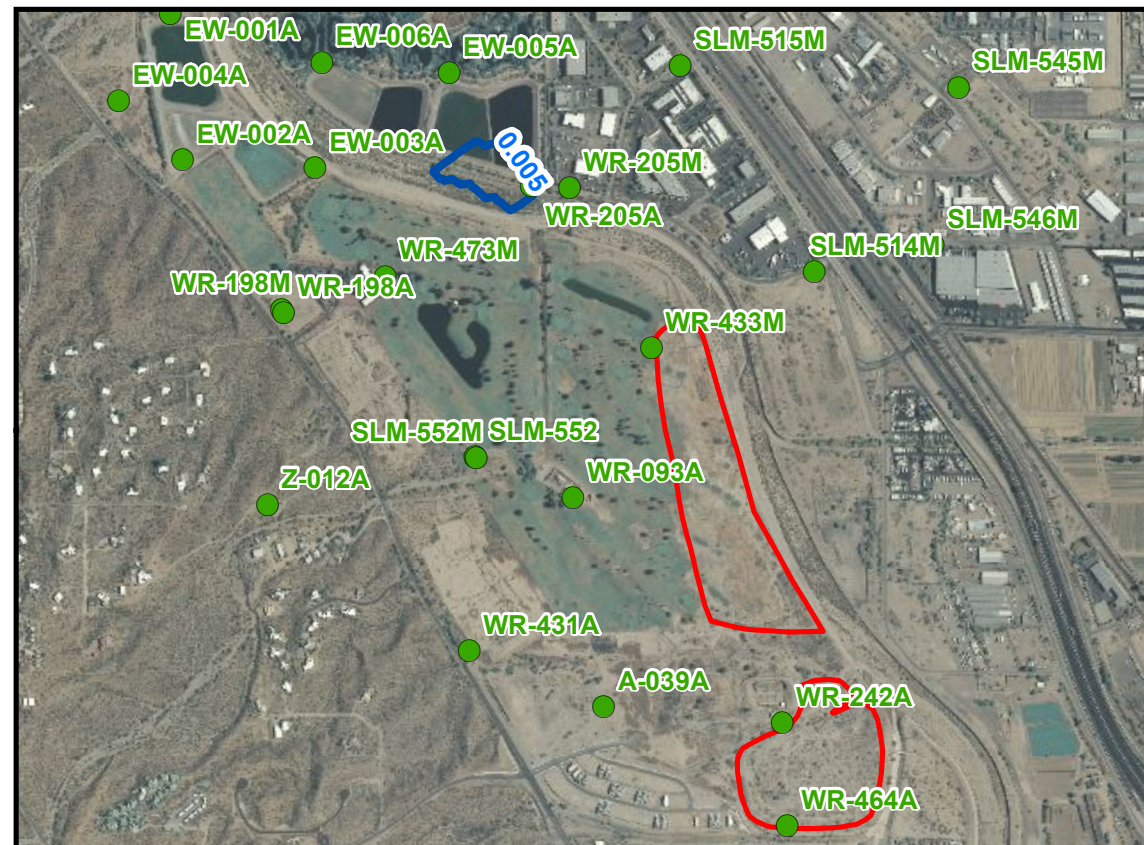 EW-001A
EW-006A
EW-005A
SLM-515M
SLM-545M
EW-004A
EW-002A
EW-003A
0.005
WR-205M
WR-205A
SLM-546M
SLM-514M
WR-473M
WR-198M
WR-198A
WR-433M
SLM-552M
SLM-552
WR-093A
Z-012A
WR-431A
A-039A
WR-242A
WR-464A